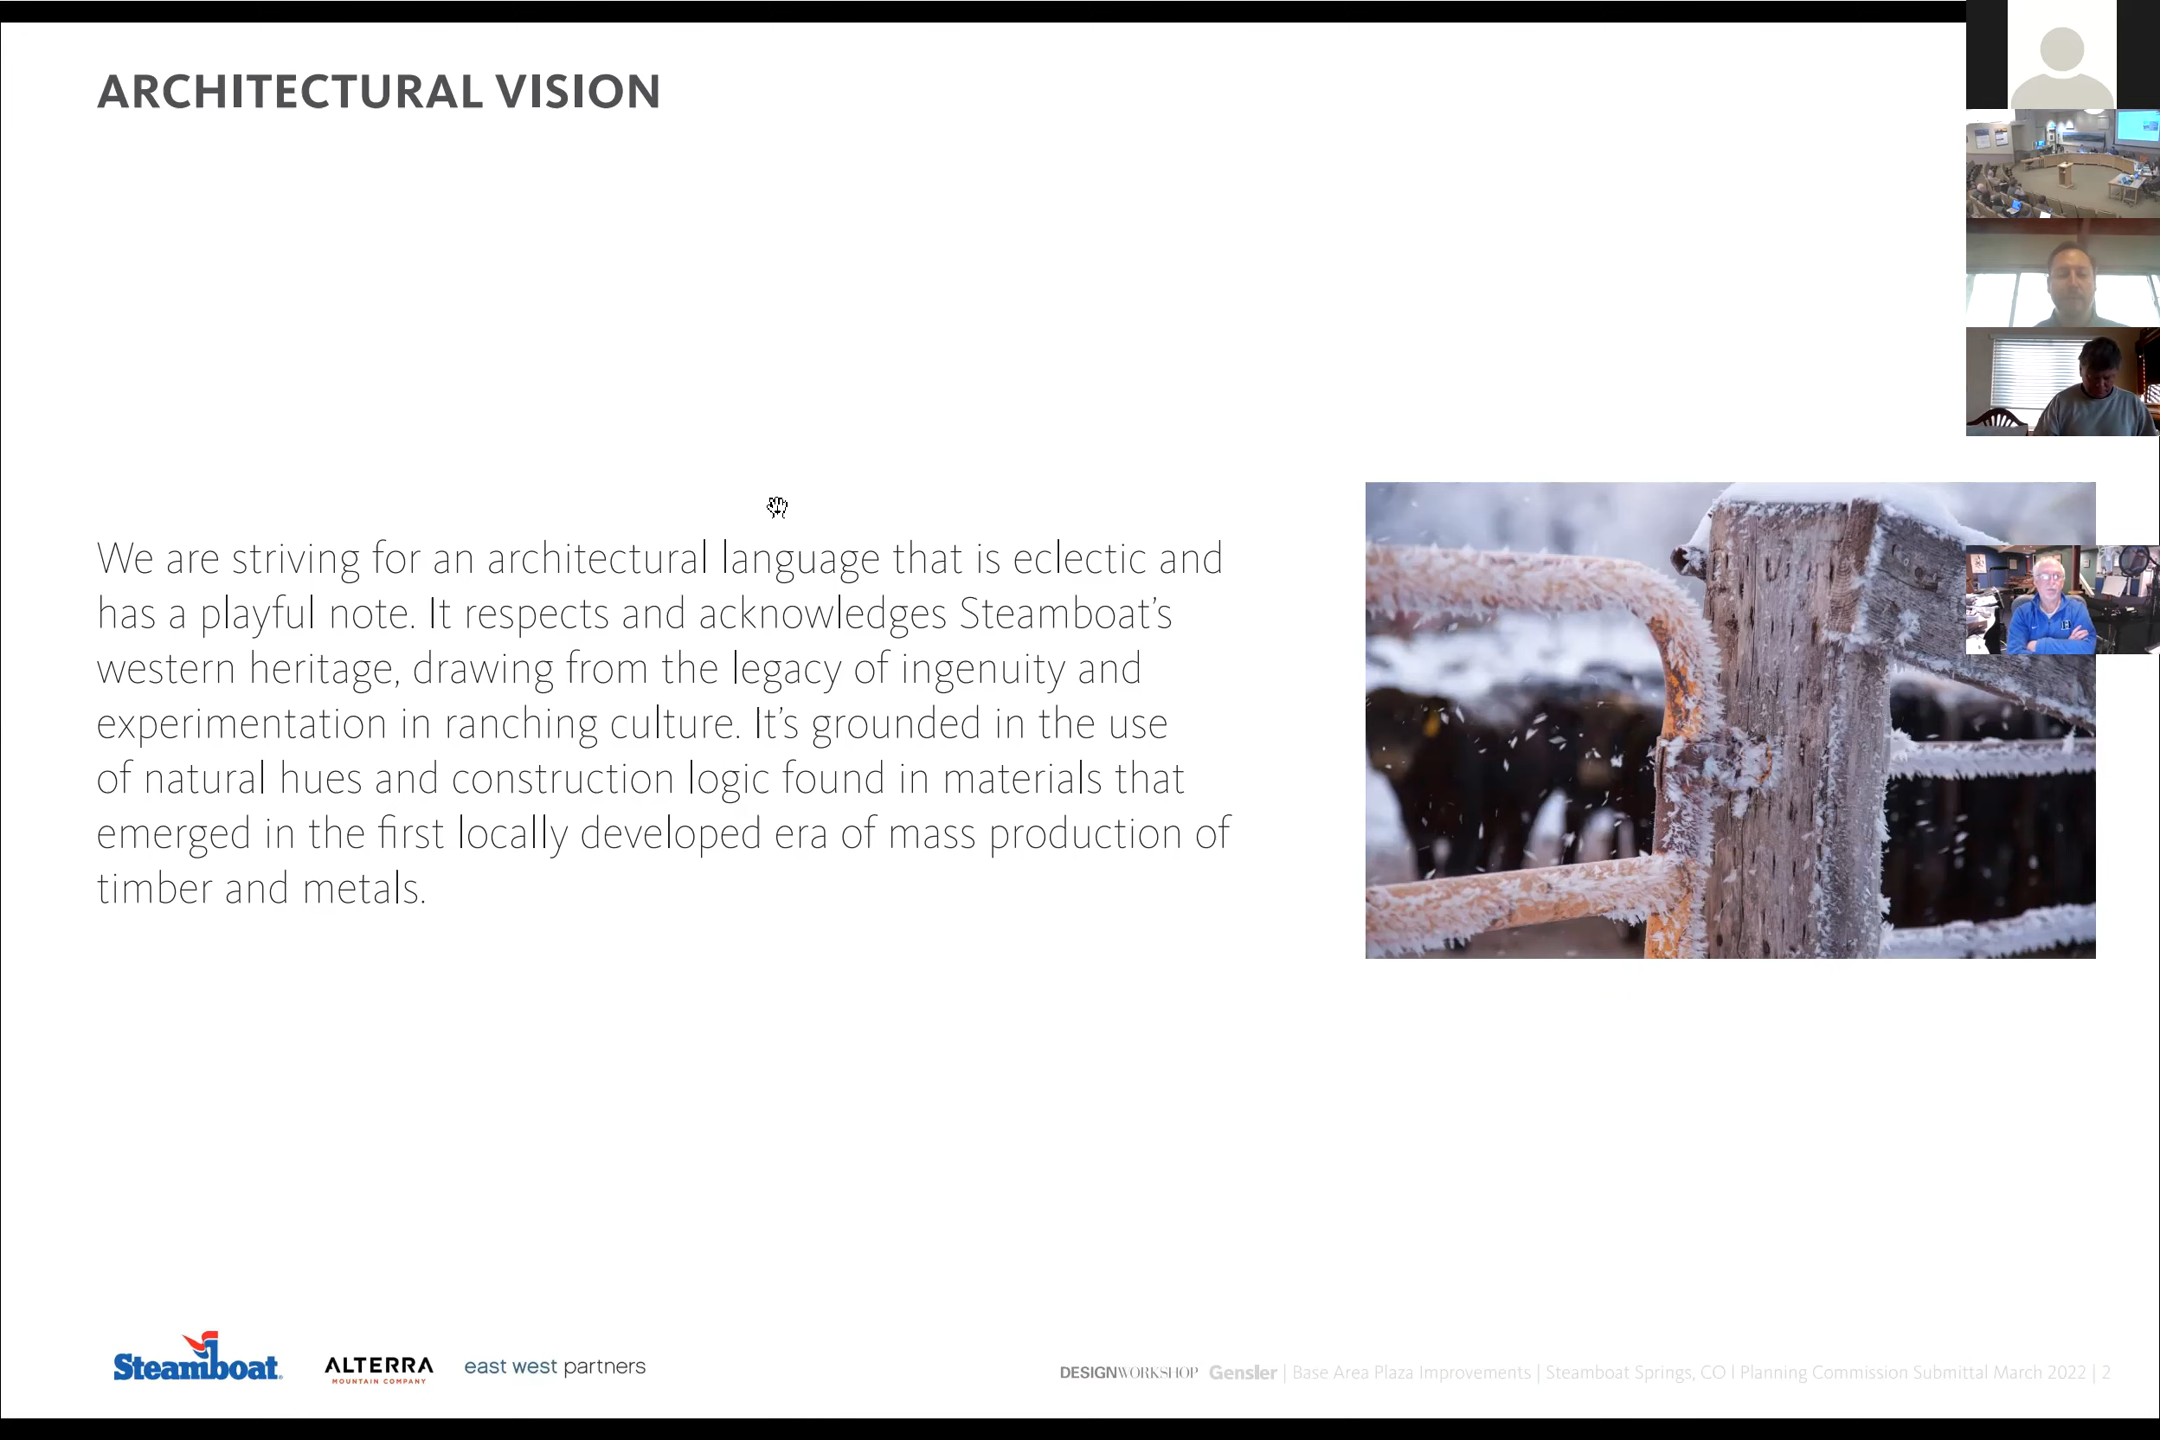 ARCHITECTURAL VISION
We are striving for an architectural language that is eclectic and
has a playful note. It respects and acknowledges Steamboat’s
western heritage, drawing from the legacy of ingenuity and
experimentation in ranching culture. It’s grounded in the use
of natural hues and construction logic found in materials that
emerged in the first locally developed era of mass production of
timber and metals.
Steamboat
ALTERRA
MOUNTAIN COMPANY
east west partners
DESIGNWORKSHOP Gensler | Base Area Plaza Improvements | Steamboat Springs, CO | Planning Commission Submittal March 2022 | 2